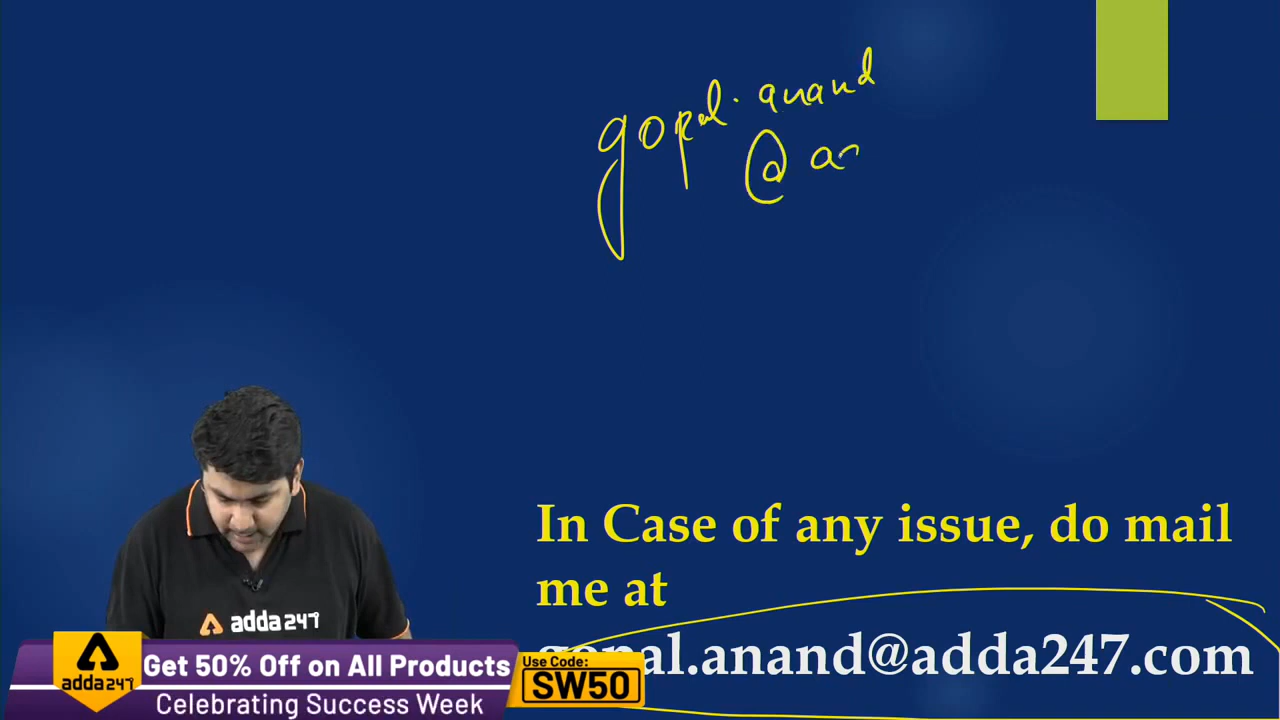 gopal.anand
@ a
In Case of any issue, do mail
me at
gopal.anand@adda247.com
adda247
adda247
Get 50% Off on All Products
Celebrating Success Week
Use Code:
SW50